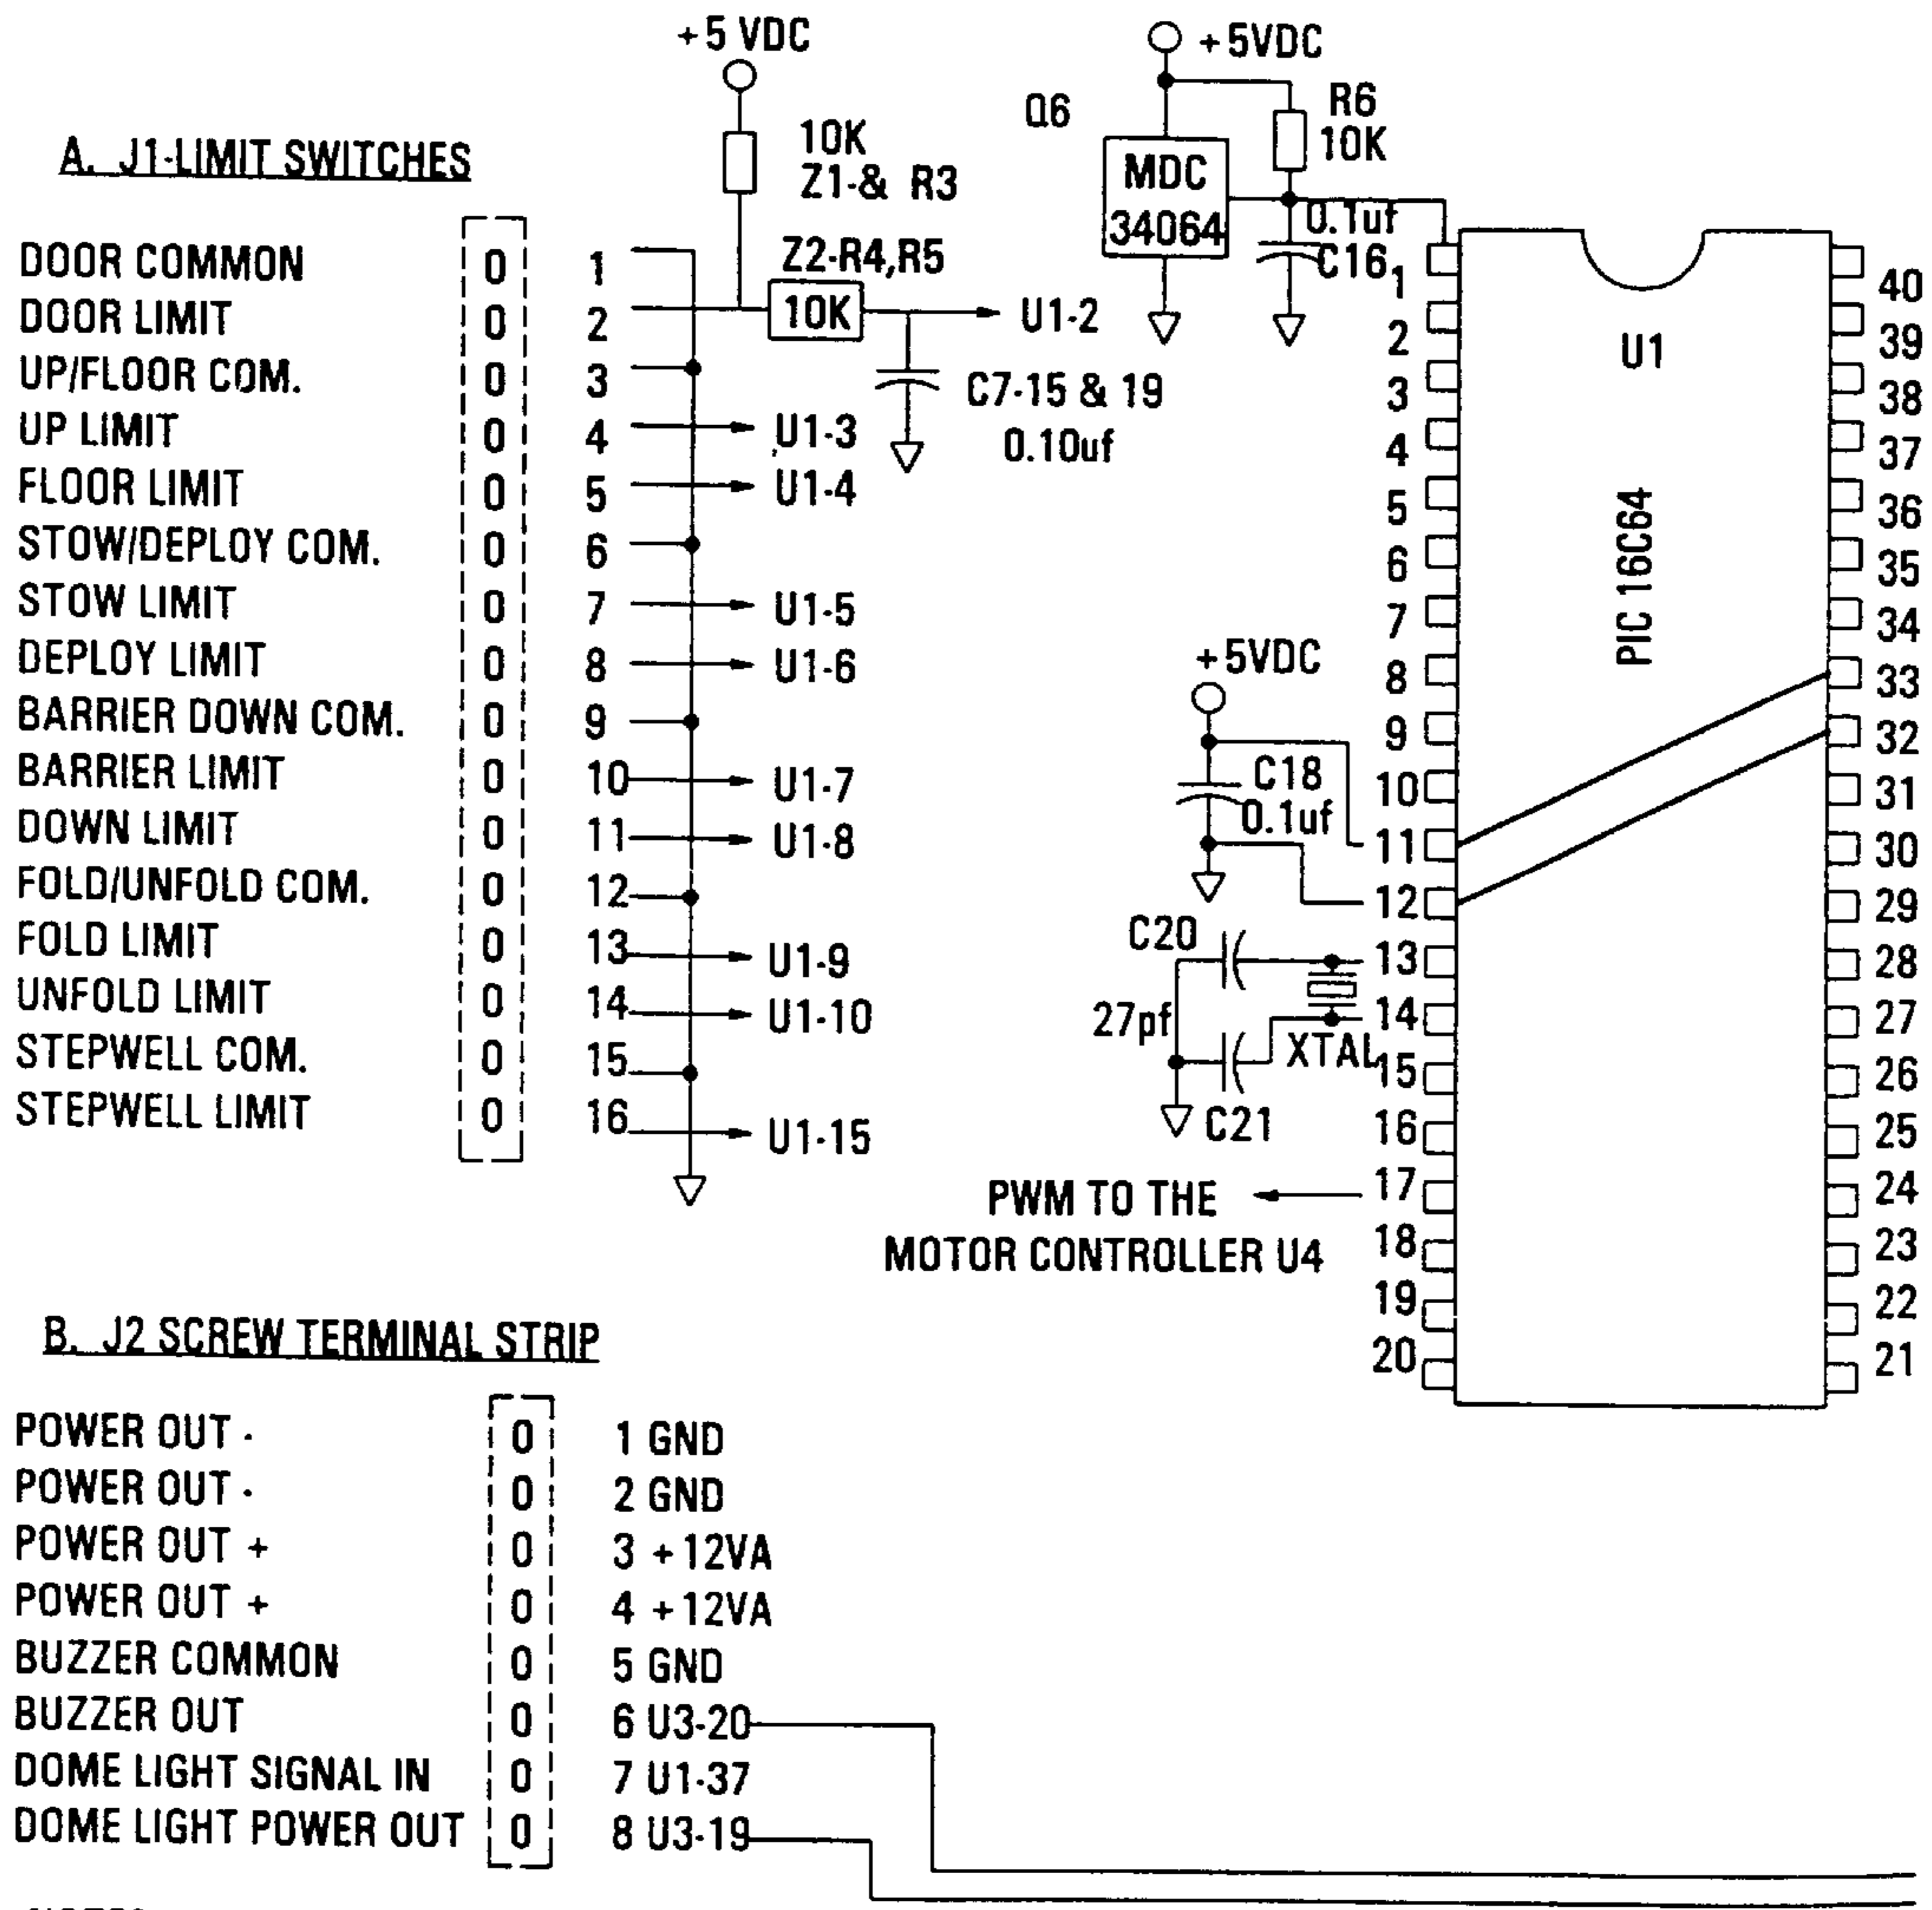 +5 VDC
+5VDC
A. J1-LIMIT SWITCHES
10K
Z1-& R3
Q6
R6
10K
MDC
34064
0.1uf
C16
DOOR COMMON 0 1
DOOR LIMIT 0 2
UP/FLOOR COM. 0 3
UP LIMIT 0 4 U1-3
FLOOR LIMIT 0 5 U1-4
STOW/DEPLOY COM. 0 6
STOW LIMIT 0 7 U1-5
DEPLOY LIMIT 0 8 U1-6
BARRIER DOWN COM. 0 9
BARRIER LIMIT 0 10 U1-7
DOWN LIMIT 0 11 U1-8
FOLD/UNFOLD COM. 0 12
FOLD LIMIT 0 13 U1-9
UNFOLD LIMIT 0 14 U1-10
STEPWELL COM. 0 15
STEPWELL LIMIT 0 16 U1-15
Z2-R4,R5
10K
U1-2
C7-15 & 19
0.10uf
U1
PIC 16C64
1 40
2 39
3 38
4 37
5 36
6 35
7 34
8 33
9 32
10 31
11 30
12 29
13 28
14 27
15 26
16 25
17 24
18 23
19 22
20 21
+5VDC
C18
0.1uf
C20
27pf
XTAL
C21
PWM TO THE
MOTOR CONTROLLER U4
B. J2 SCREW TERMINAL STRIP
POWER OUT - 0 1 GND
POWER OUT - 0 2 GND
POWER OUT + 0 3 +12VA
POWER OUT + 0 4 +12VA
BUZZER COMMON 0 5 GND
BUZZER OUT 0 6 U3-20
DOME LIGHT SIGNAL IN 0 7 U1-37
DOME LIGHT POWER OUT 0 8 U3-19